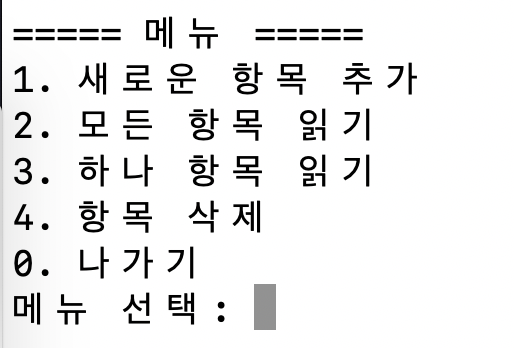 ===== 메뉴 =====
1. 새로운 항목 추가
2. 모든 항목 읽기
3. 하나 항목 읽기
4. 항목 삭제
0. 나가기
메뉴 선택: